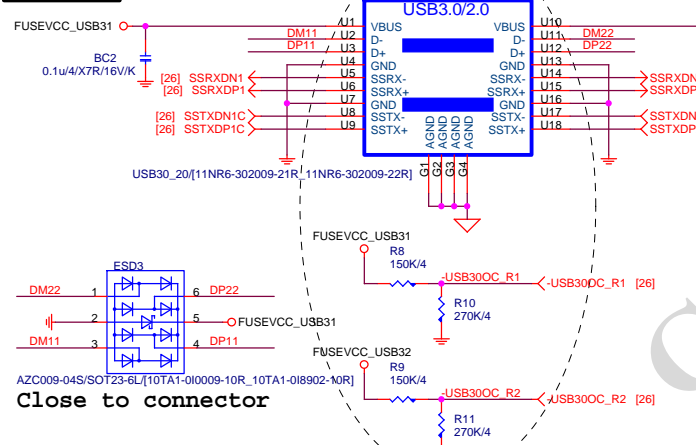 USB3.0/2.0
FUSEVCC_USB31
U1 VBUS VBUS U10
DM11 U2 D- D- U11 DM22
DP11 U3 D+ D+ U12 DP22
U4 GND GND U13
[26] SSRXDN1 U5 SSRX- SSRX- U14 SSRXDN
[26] SSRXDP1 U6 SSRX+ SSRX+ U15 SSRXDP
U7 GND GND U16
[26] SSTXDN1C U8 SSTX- SSTX- U17 SSTXDN
[26] SSTXDP1C U9 SSTX+ SSTX+ U18 SSTXDP
BC2
0.1u/4/X7R/16V/K
AGND AGND AGND AGND
G1 G2 G3 G4
USB30_20/[11NR6-302009-21R_11NR6-302009-22R]
FUSEVCC_USB31
R8
150K/4
-USB30OC_R1 -USB30OC_R1 [26]
R10
270K/4
FUSEVCC_USB32
R9
150K/4
-USB30OC_R2 -USB30OC_R2 [26]
R11
270K/4
ESD3
DM22 1 6 DP22
2 5 FUSEVCC_USB31
DM11 3 4 DP11
AZC009-04S/SOT23-6L/[10TA1-0I0009-10R_10TA1-0I8902-10R]
Close to connector